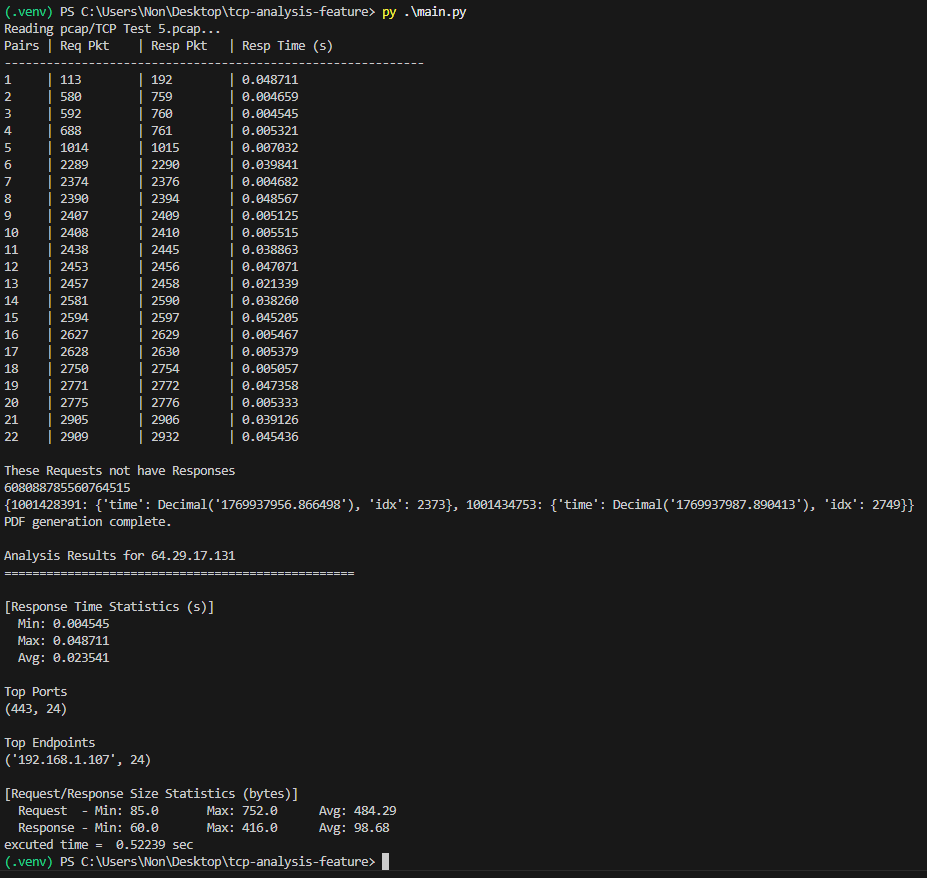 (.venv) PS C:\Users\Non\Desktop\tcp-analysis-feature> py .\main.py
Reading pcap/TCP Test 5.pcap...
Pairs | Req Pkt    | Resp Pkt   | Resp Time (s)
------------------------------------------------------------
1     | 113        | 192        | 0.048711
2     | 580        | 759        | 0.004659
3     | 592        | 760        | 0.004545
4     | 688        | 761        | 0.005321
5     | 1014       | 1015       | 0.007032
6     | 2289       | 2290       | 0.039841
7     | 2374       | 2376       | 0.004682
8     | 2390       | 2394       | 0.048567
9     | 2407       | 2409       | 0.005125
10    | 2408       | 2410       | 0.005515
11    | 2438       | 2445       | 0.038863
12    | 2453       | 2456       | 0.047071
13    | 2457       | 2458       | 0.021339
14    | 2581       | 2590       | 0.038260
15    | 2594       | 2597       | 0.045205
16    | 2627       | 2629       | 0.005467
17    | 2628       | 2630       | 0.005379
18    | 2750       | 2754       | 0.005057
19    | 2771       | 2772       | 0.047358
20    | 2775       | 2776       | 0.005333
21    | 2905       | 2906       | 0.039126
22    | 2909       | 2932       | 0.045436
These Requests not have Responses
608088785560764515
{1001428391: {'time': Decimal('1769937956.866498'), 'idx': 2373}, 1001434753: {'time': Decimal('1769937987.890413'), 'idx': 2749}}
PDF generation complete.
Analysis Results for 64.29.17.131
==================================================
[Response Time Statistics (s)]
  Min: 0.004545
  Max: 0.048711
  Avg: 0.023541
Top Ports
(443, 24)
Top Endpoints
('192.168.1.107', 24)
[Request/Response Size Statistics (bytes)]
  Request  - Min: 85.0       Max: 752.0      Avg: 484.29
  Response - Min: 60.0       Max: 416.0      Avg: 98.68
excuted time =  0.52239 sec
(.venv) PS C:\Users\Non\Desktop\tcp-analysis-feature>